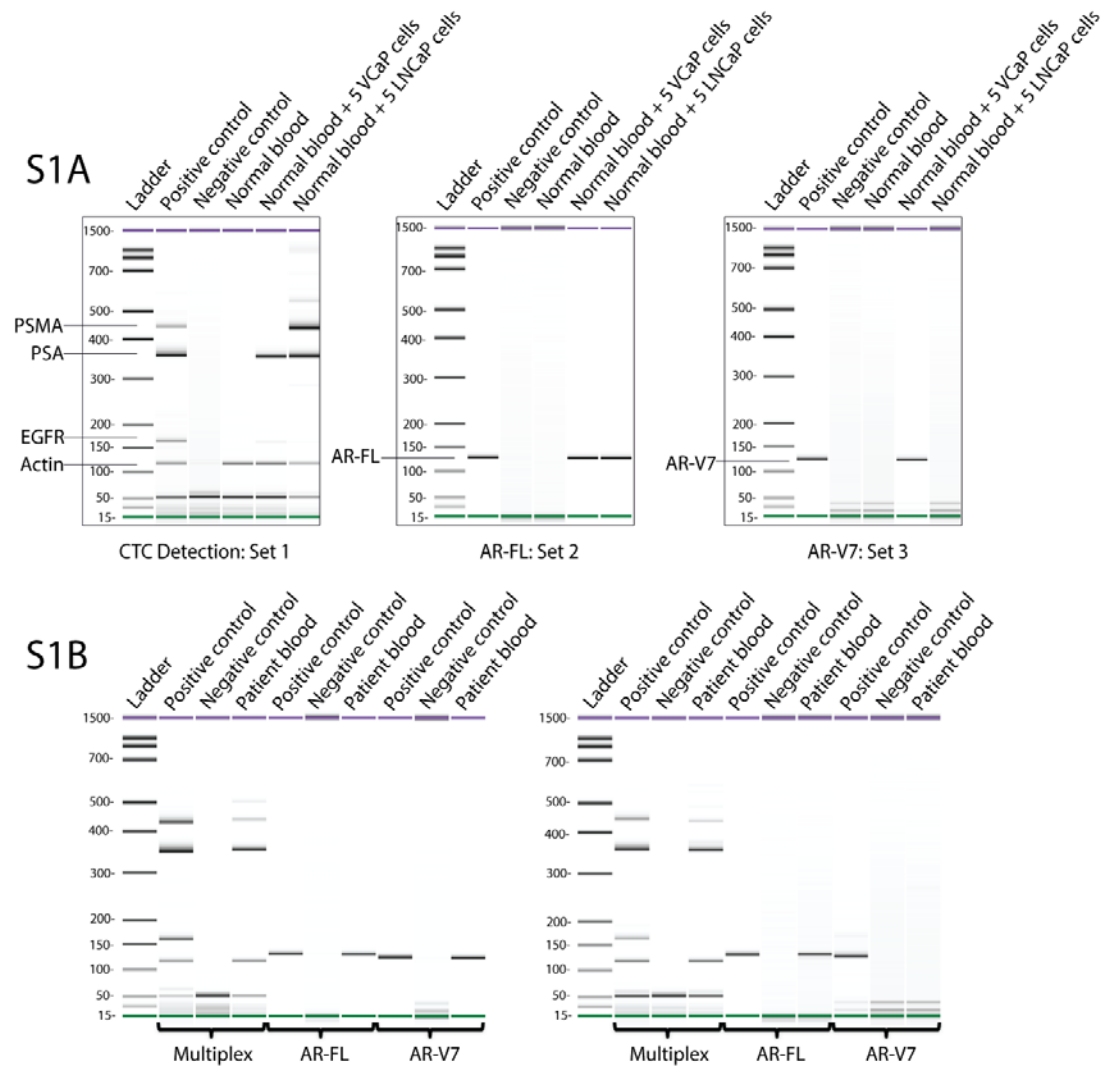 S1A
Ladder
Positive control
Negative control
Normal blood
Normal blood + 5 VCaP cells
Normal blood + 5 LNCaP cells
Ladder
Positive control
Negative control
Normal blood
Normal blood + 5 VCaP cells
Normal blood + 5 LNCaP cells
Ladder
Positive control
Negative control
Normal blood
Normal blood + 5 VCaP cells
Normal blood + 5 LNCaP cells
1500-
700-
500-
PSMA
400-
PSA
300-
200-
EGFR
150-
Actin
100-
50-
15-
CTC Detection: Set 1
1500-
700-
500-
400-
300-
200-
150-
AR-FL
100-
50-
15-
AR-FL: Set 2
1500-
700-
500-
400-
300-
200-
150-
AR-V7
100-
50-
15-
AR-V7: Set 3
S1B
Ladder
Positive control
Negative control
Patient blood
Positive control
Negative control
Patient blood
Positive control
Negative control
Patient blood
1500-
700-
500-
400-
300-
200-
150-
100-
50-
15-
Multiplex
AR-FL
AR-V7
Ladder
Positive control
Negative control
Patient blood
Positive control
Negative control
Patient blood
Positive control
Negative control
Patient blood
1500-
700-
500-
400-
300-
200-
150-
100-
50-
15-
Multiplex
AR-FL
AR-V7